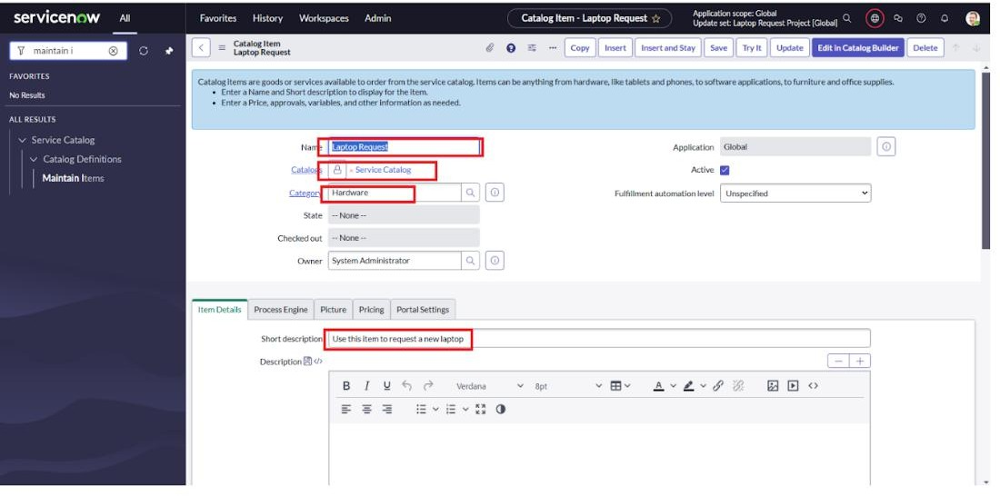 servicenow All Favorites History Workspaces Admin Catalog Item - Laptop Request Application scope: Global
Update set: Laptop Request Project [Global]
maintain i
FAVORITES
No Results
ALL RESULTS
Service Catalog
Catalog Definitions
Maintain Items
Catalog Item
Laptop Request
Copy Insert Insert and Stay Save Try It Update Edit in Catalog Builder Delete
Catalog items are goods or services available to order from the service catalog. Items can be anything from hardware, like tablets and phones, to software applications, to furniture and office supplies.
• Enter a Name and Short description to display for the item.
• Enter a Price, approvals, variables, and other information as needed.
Name Laptop Request Application Global
Catalogs Service Catalog Active
Category Hardware Fulfillment automation level Unspecified
State -- None --
Checked out -- None --
Owner System Administrator
Item Details Process Engine Picture Pricing Portal Settings
Short description Use this item to request a new laptop
Description
B I U Verdana 8pt A